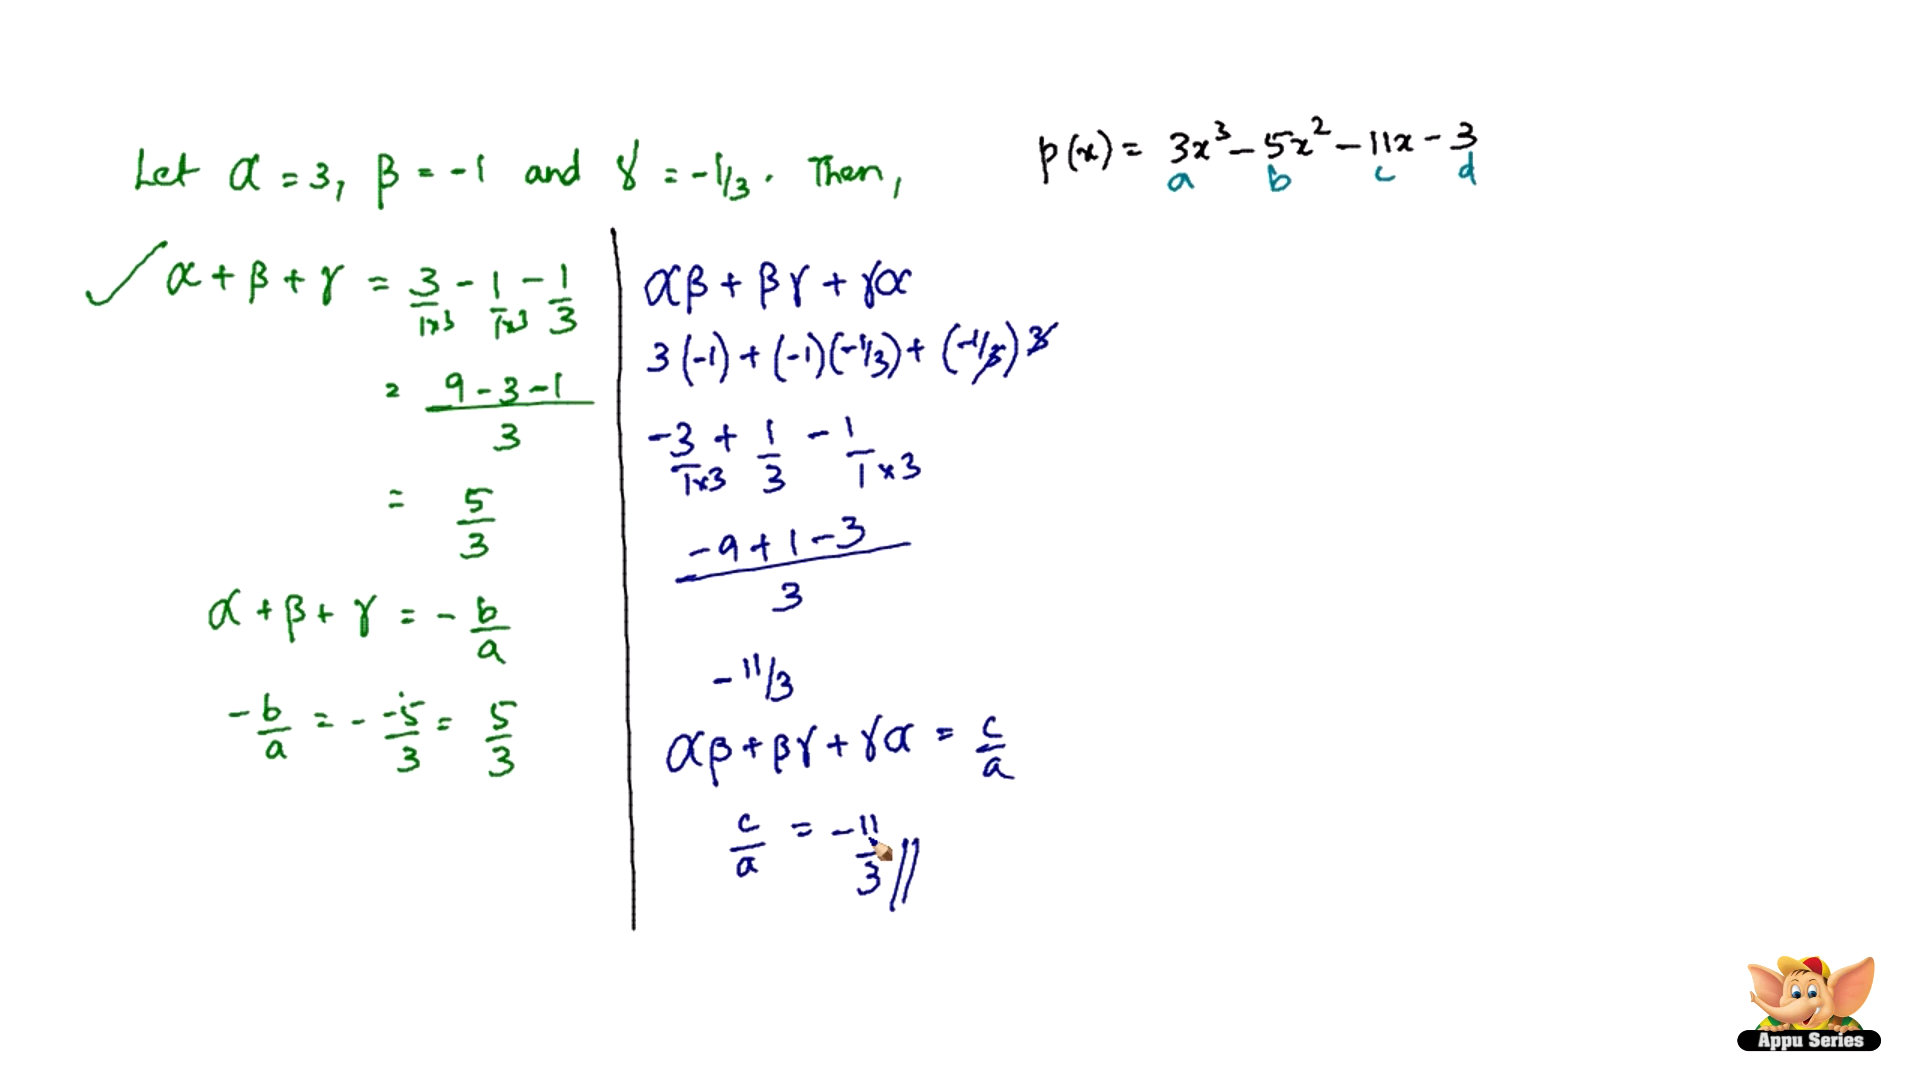 Let α = 3, β = -1 and γ = -1/3. Then,
p(x) = 3x³ - 5x² - 11x - 3
a b c d
✓ α + β + γ = 3/1×3 - 1/1×3 - 1/3
= 9 - 3 - 1 / 3
= 5/3
α + β + γ = - b/a
- b/a = - -5/3 = 5/3
αβ + βγ + γα
3(-1) + (-1)(-1/3) + (-1/3)3
-3/1×3 + 1/3 - 1/1×3
-9 + 1 - 3 / 3
-11/3
αβ + βγ + γα = c/a
c/a = -11/3 //
Appu Series